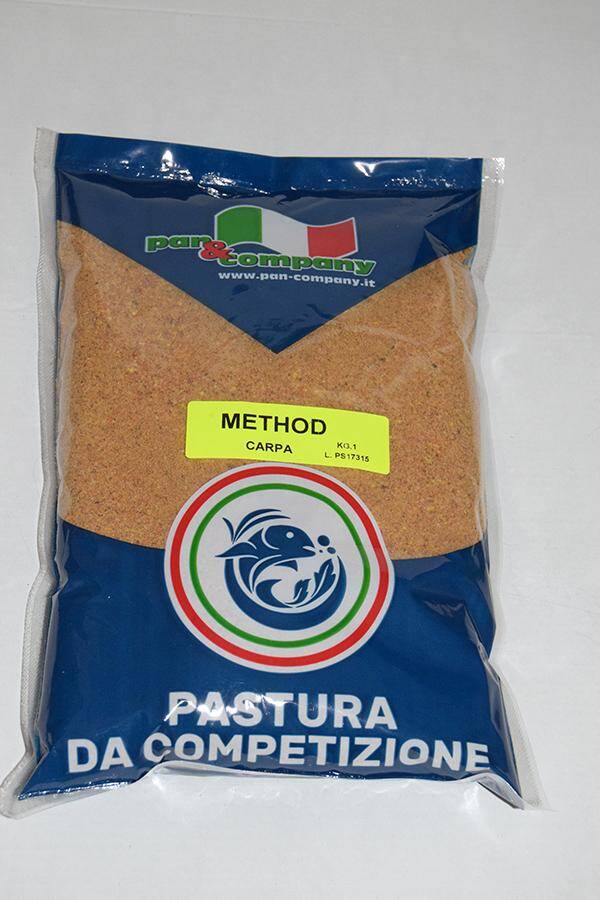 pan&company
www.pan-company.it
METHOD
CARPA
KG.1
L. PS17315
PASTURA
DA COMPETIZIONE